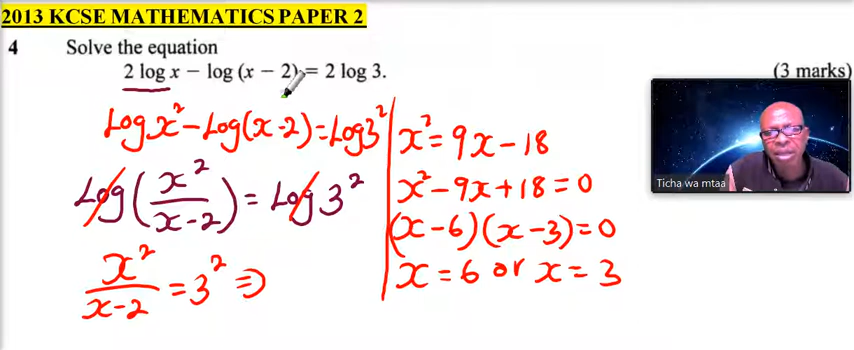 2013 KCSE MATHEMATICS PAPER 2
4 Solve the equation
2 log x – log (x – 2) = 2 log 3.
(3 marks)
Log x² – Log(x-2) = Log 3²
Log(x²/(x-2)) = Log 3²
x²/(x-2) = 3² ⇒
x² = 9x – 18
x² – 9x + 18 = 0
(x – 6)(x – 3) = 0
x = 6 or x = 3
Ticha wa mtaa